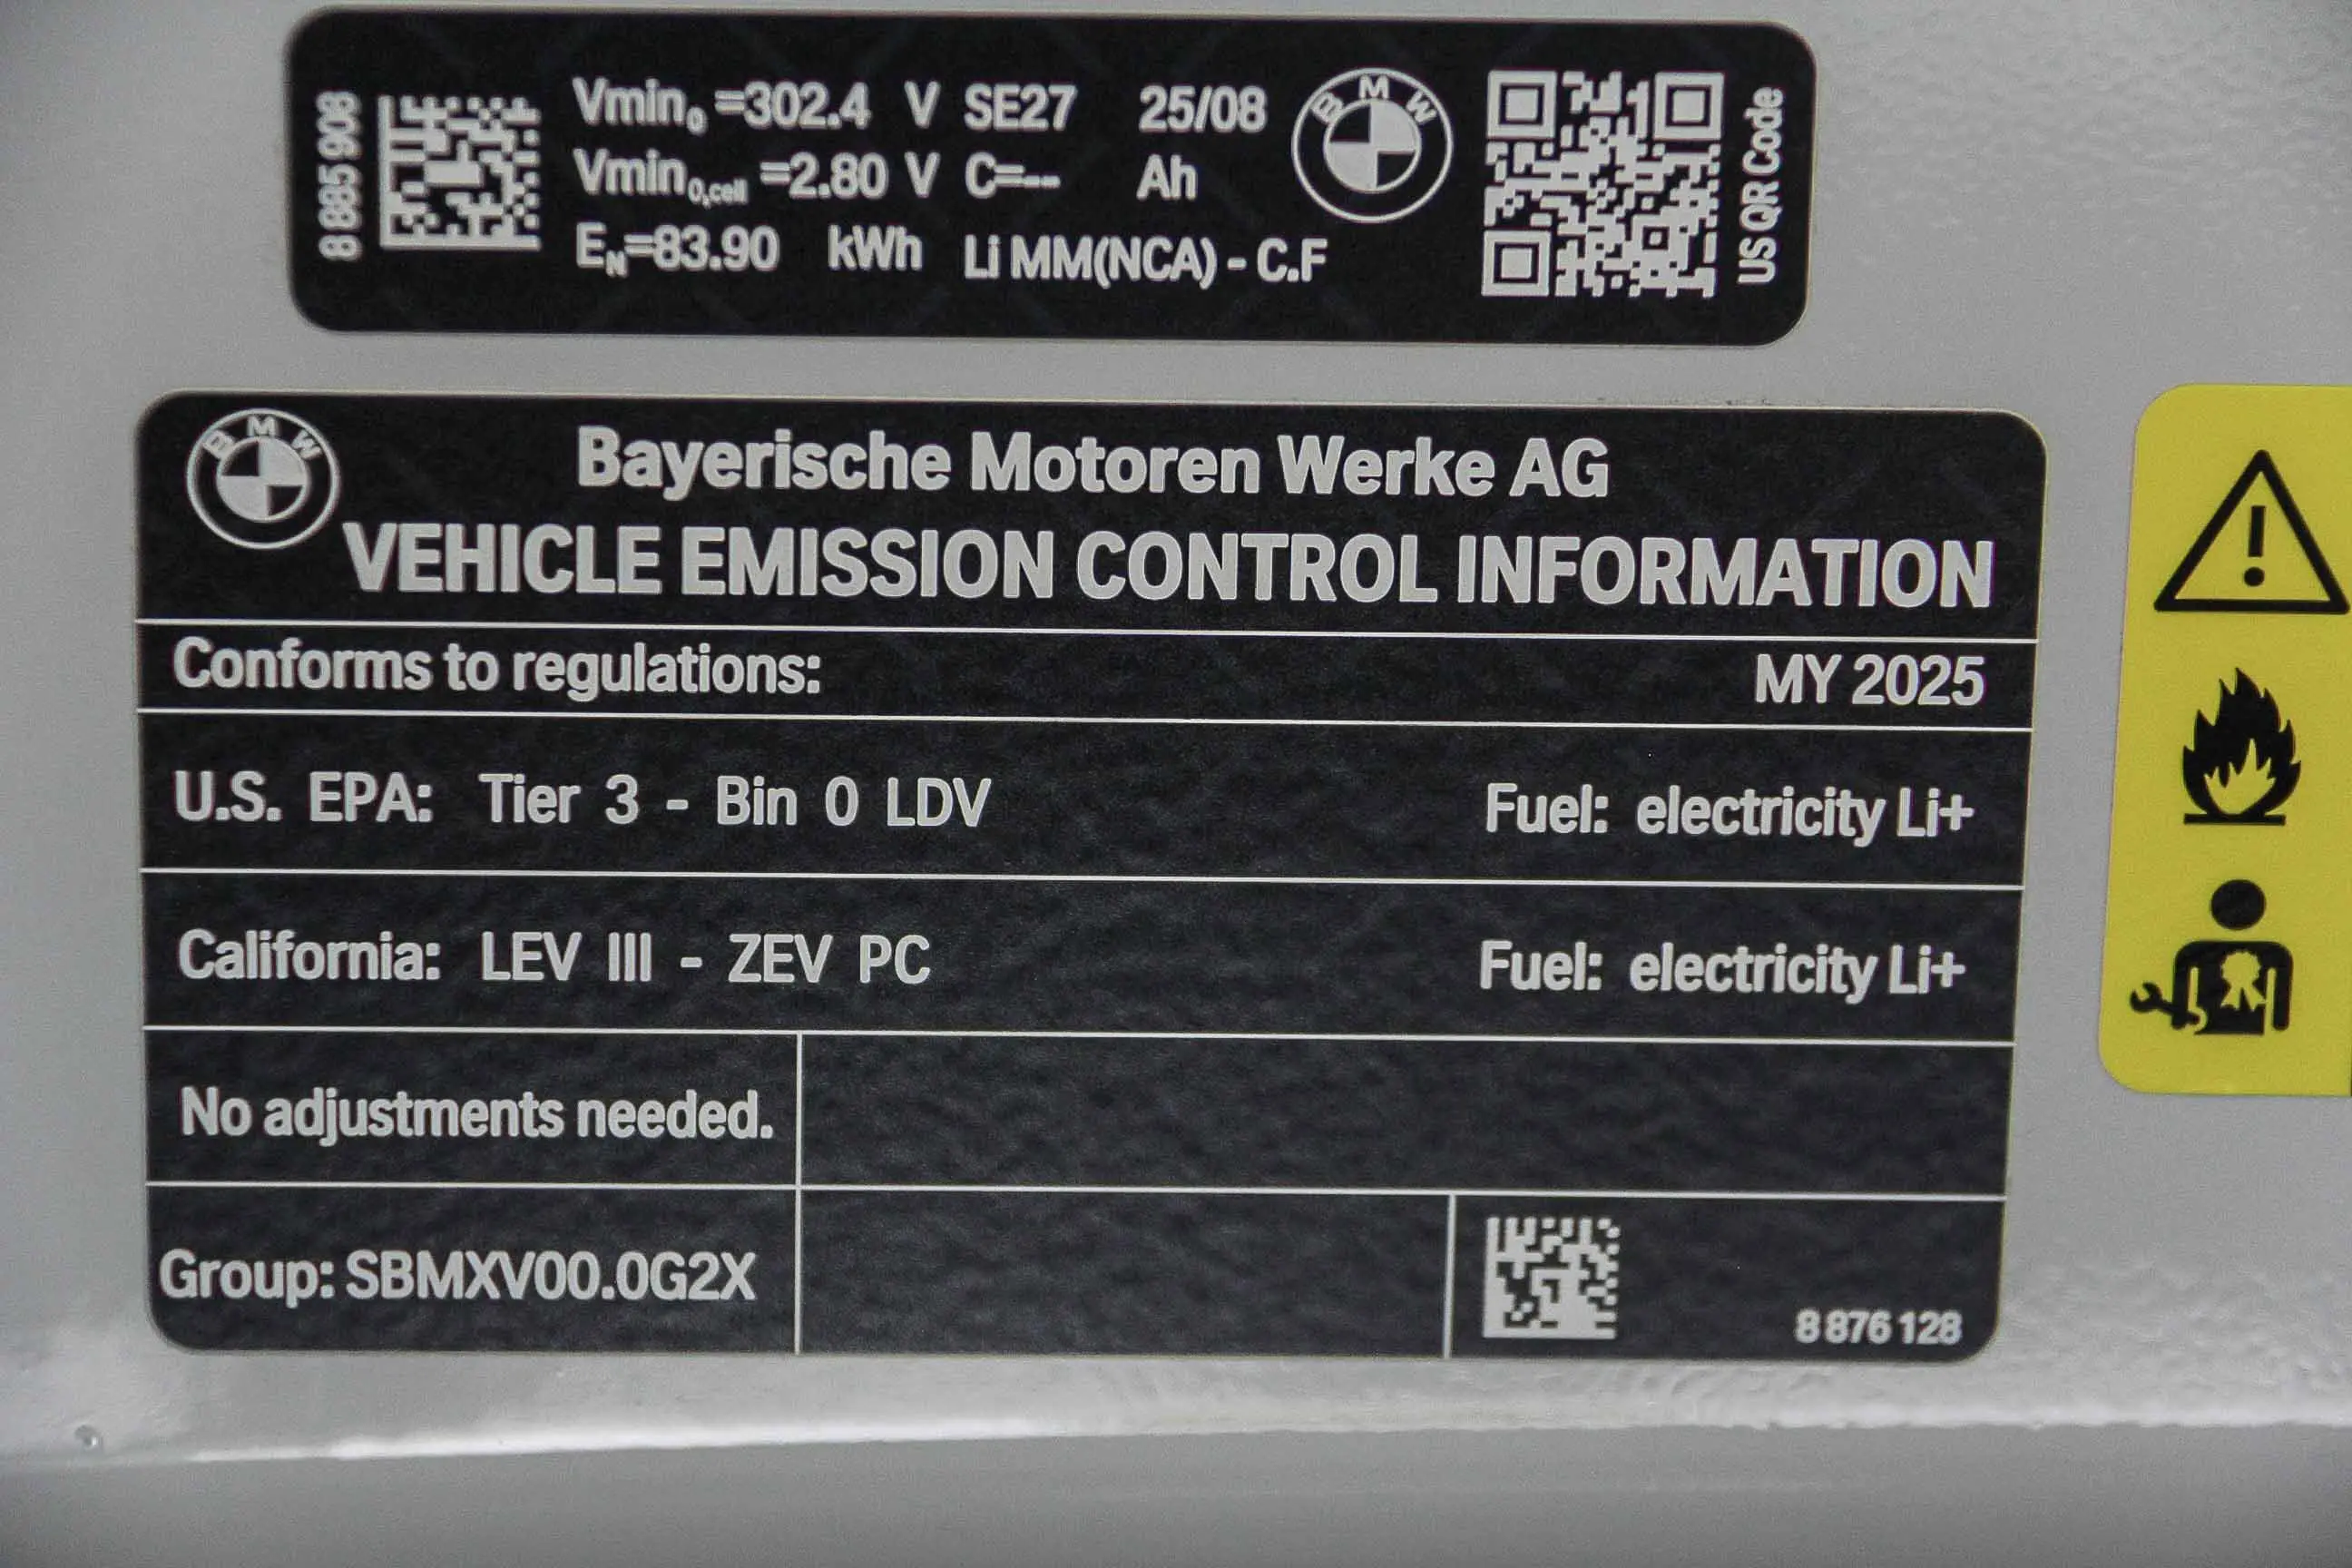 8 885 908
Vmin0 =302.4 V SE27 25/08
Vmin0,cell =2.80 V C=-- Ah
EN=83.90 kWh Li MM(NCA) - C.F
BMW
US QR Code
BMW
Bayerische Motoren Werke AG
VEHICLE EMISSION CONTROL INFORMATION
Conforms to regulations: MY 2025
U.S. EPA: Tier 3 - Bin 0 LDV Fuel: electricity Li+
California: LEV III - ZEV PC Fuel: electricity Li+
No adjustments needed.
Group: SBMXV00.0G2X
8 876 128